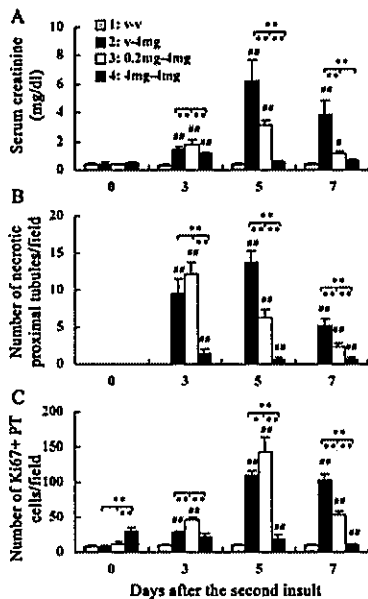 A
1: v-v
2: v-4mg
3: 0.2mg-4mg
4: 4mg-4mg
Serum creatinine
(mg/dl)
8
6
4
2
0
## ## ##
** **
## ##
**
** **
## #
**
** **
0 3 5 7
B
Number of necrotic
proximal tubules/field
20
15
10
5
0
## ## ##
**
**
## ## ##
**
** **
## ## ##
**
** **
0 3 5 7
C
Number of Ki67+ PT
cells/field
200
150
100
50
0
**
**
## ## ##
** **
## ## ##
**
* **
## ## ##
**
** **
0 3 5 7
Days after the second insult